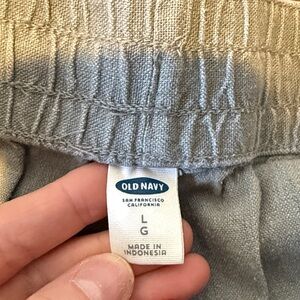 OLD NAVY
SAN FRANCISCO
CALIFORNIA
L
G
MADE IN
INDONESIA